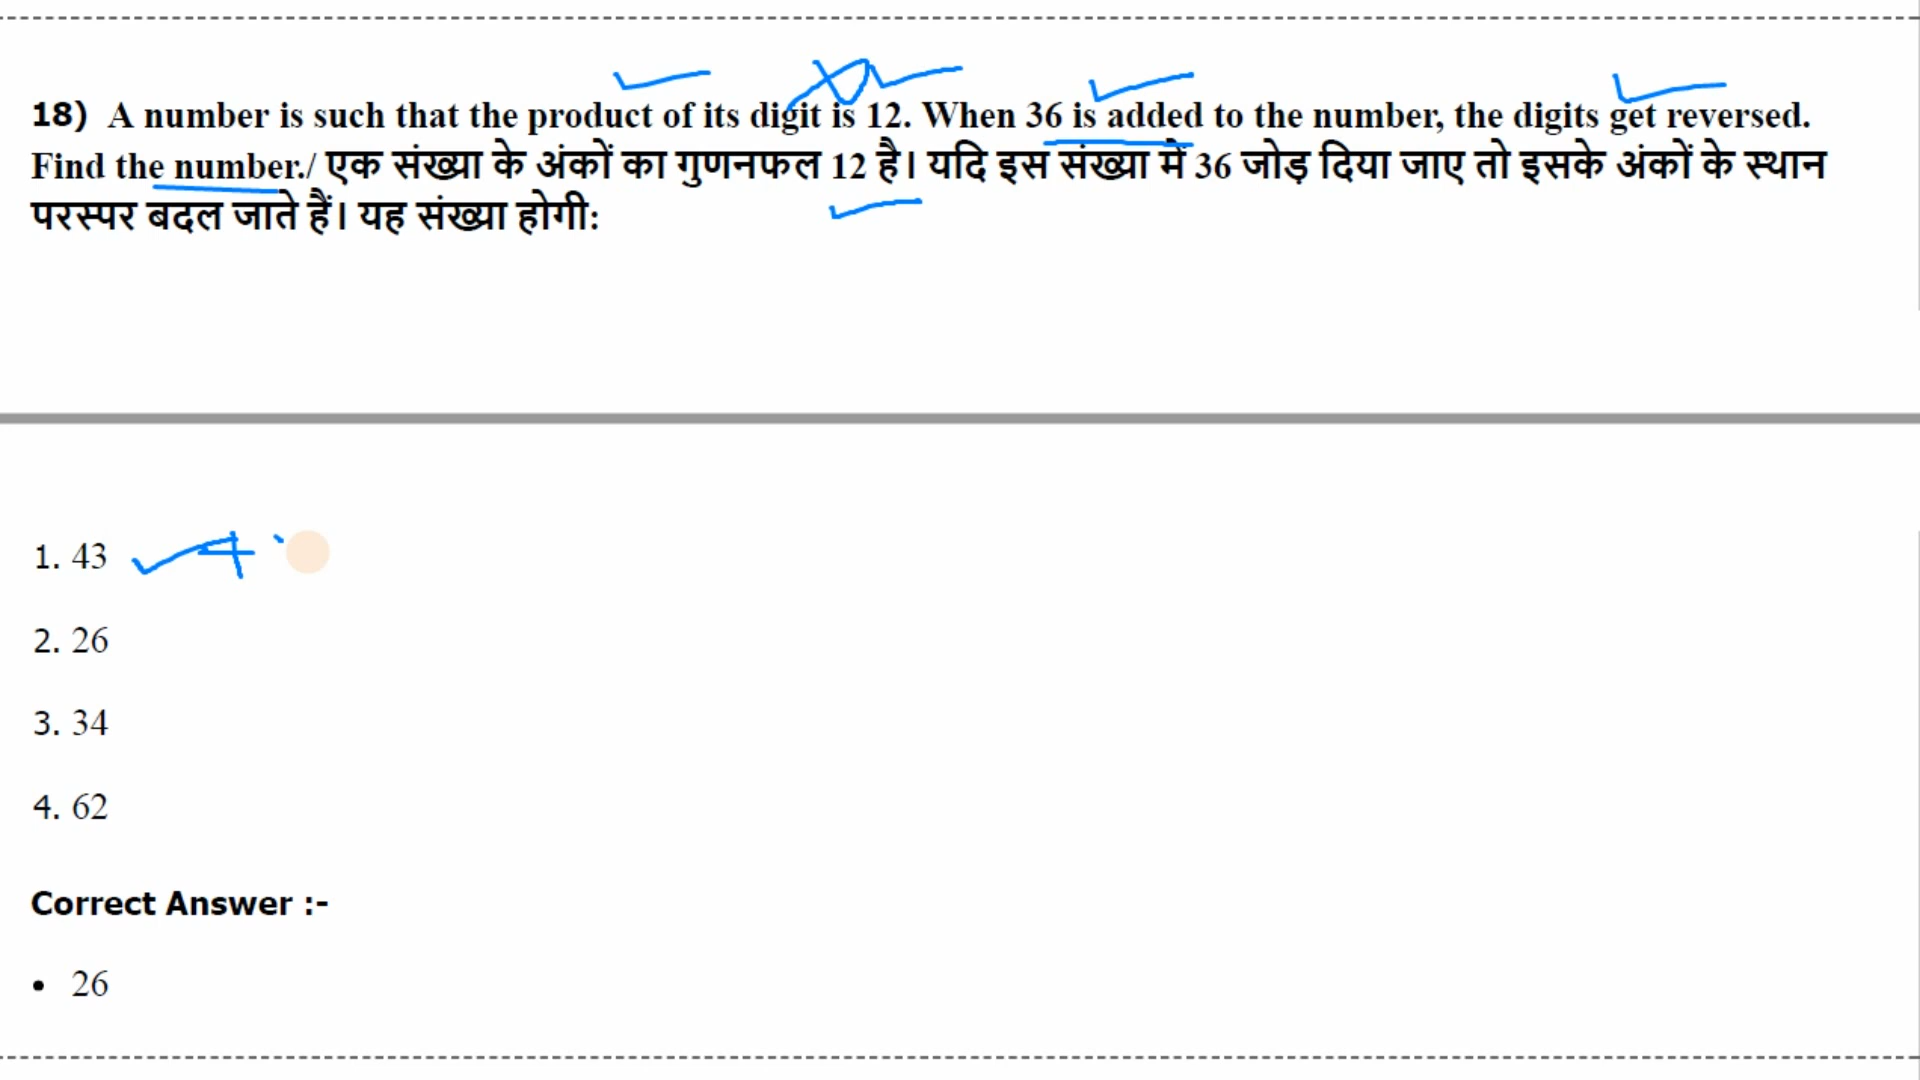 18) A number is such that the product of its digit is 12. When 36 is added to the number, the digits get reversed.
Find the number./ एक संख्या के अंकों का गुणनफल 12 है। यदि इस संख्या में 36 जोड़ दिया जाए तो इसके अंकों के स्थान
परस्पर बदल जाते हैं। यह संख्या होगी:
1. 43 4
2. 26
3. 34
4. 62
Correct Answer :-
• 26